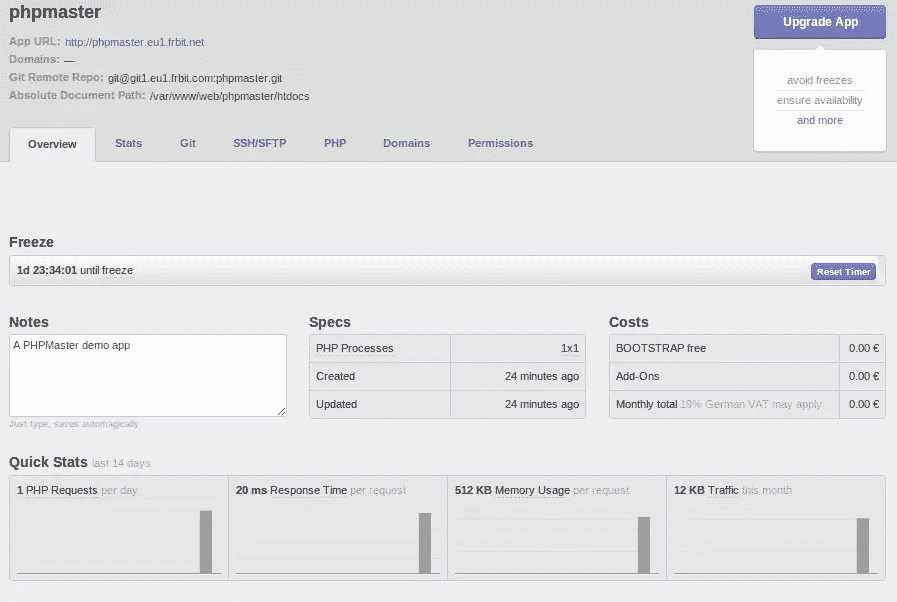 phpmaster
Upgrade App
App URL: http://phpmaster.eu1.frbit.net
Domains: —
Git Remote Repo: git@git1.eu1.frbit.com:phpmaster.git
Absolute Document Path: /var/www/web/phpmaster/htdocs
avoid freezes
ensure availability
and more
Overview Stats Git SSH/SFTP PHP Domains Permissions
Freeze
1d 23:34:01 until freeze Reset Timer
Notes
A PHPMaster demo app
Just type, saves automagically
Specs
PHP Processes 1x1
Created 24 minutes ago
Updated 24 minutes ago
Costs
BOOTSTRAP free 0.00 €
Add-Ons 0.00 €
Monthly total 19% German VAT may apply 0.00 €
Quick Stats last 14 days
1 PHP Requests per day
20 ms Response Time per request
512 KB Memory Usage per request
12 KB Traffic this month